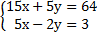 15x + 5y = 64
5x − 2y = 3